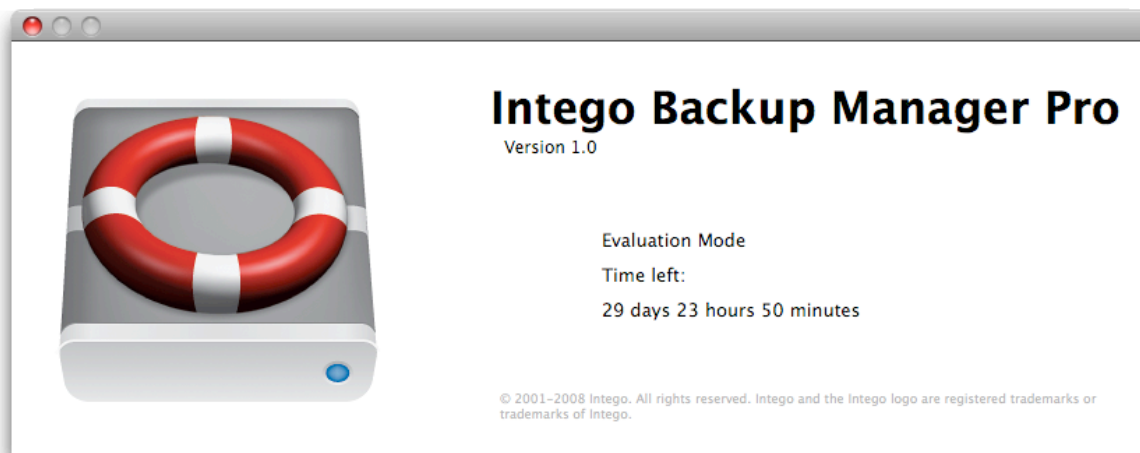 Intego Backup Manager Pro
Version 1.0
Evaluation Mode
Time left:
29 days 23 hours 50 minutes
© 2001–2008 Intego. All rights reserved. Intego and the Intego logo are registered trademarks or
trademarks of Intego.